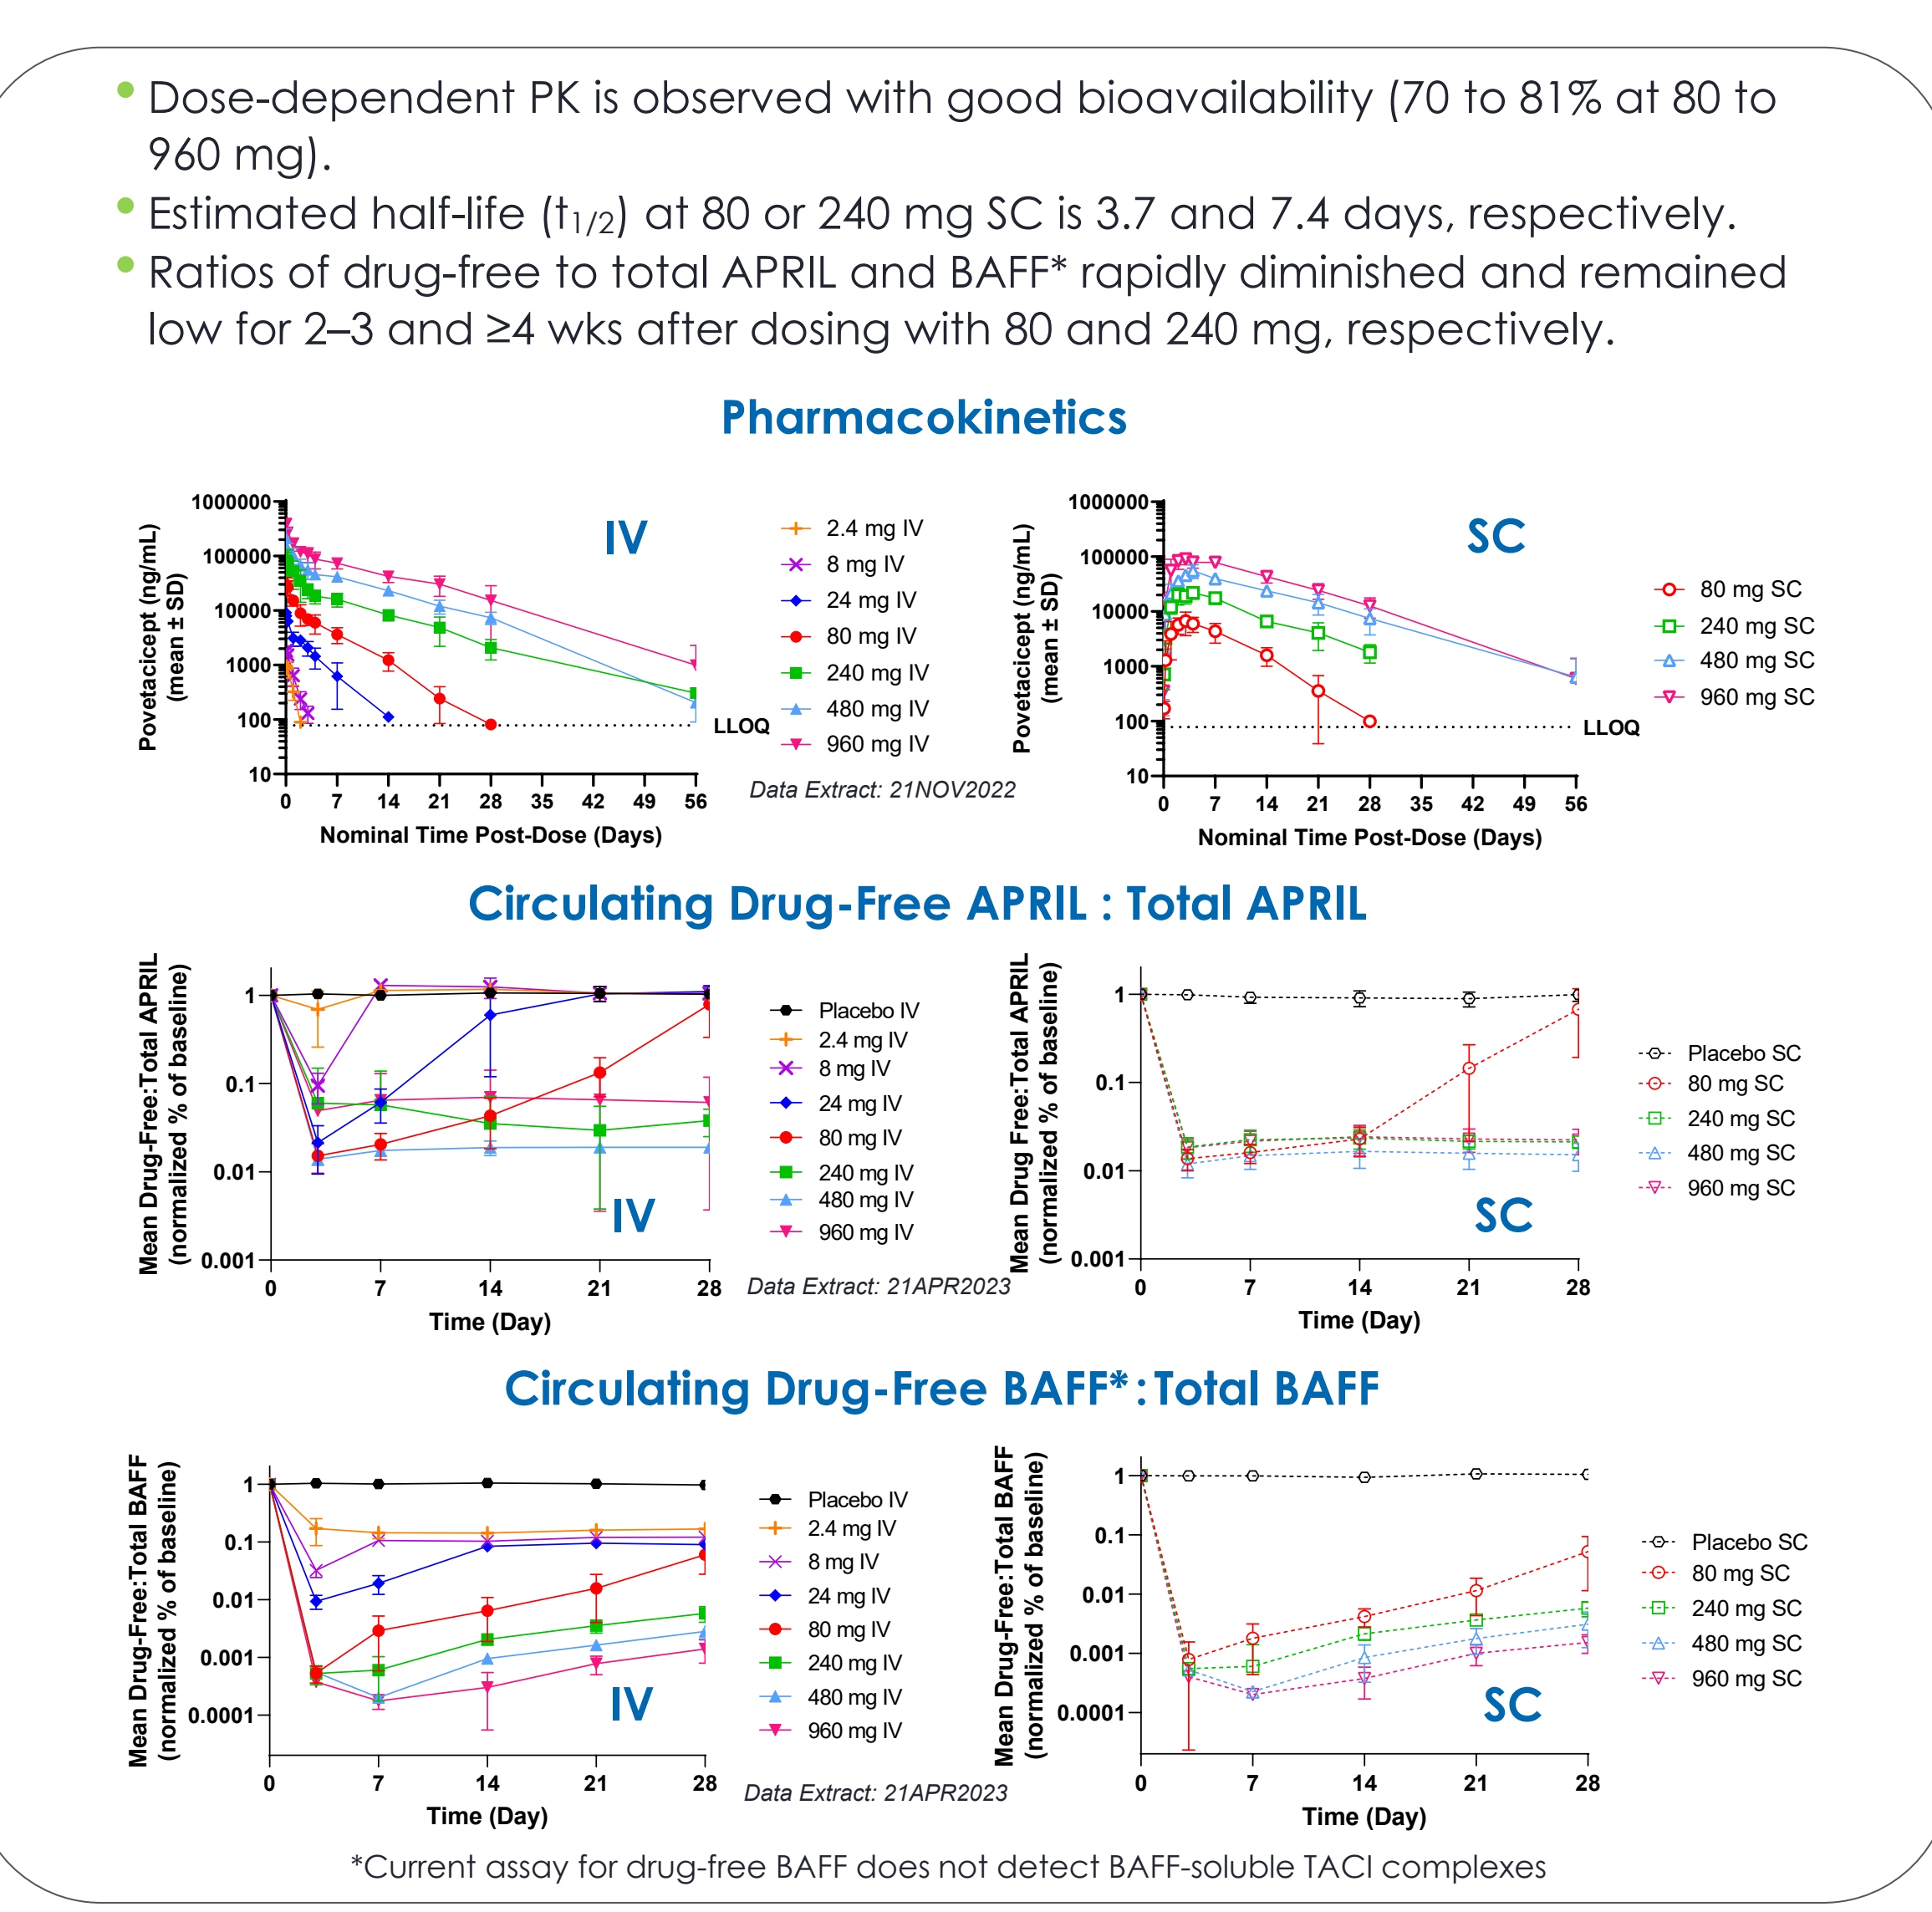 • Dose-dependent PK is observed with good bioavailability (70 to 81% at 80 to
960 mg).
• Estimated half-life (t1/2) at 80 or 240 mg SC is 3.7 and 7.4 days, respectively.
• Ratios of drug-free to total APRIL and BAFF* rapidly diminished and remained
low for 2–3 and ≥4 wks after dosing with 80 and 240 mg, respectively.
Pharmacokinetics
Povetacicept (ng/mL)
(mean ± SD)
1000000
100000
10000
1000
100
10
IV
LLOQ
0 7 14 21 28 35 42 49 56
Nominal Time Post-Dose (Days)
2.4 mg IV
8 mg IV
24 mg IV
80 mg IV
240 mg IV
480 mg IV
960 mg IV
Data Extract: 21NOV2022
Povetacicept (ng/mL)
(mean ± SD)
1000000
100000
10000
1000
100
10
SC
LLOQ
0 7 14 21 28 35 42 49 56
Nominal Time Post-Dose (Days)
80 mg SC
240 mg SC
480 mg SC
960 mg SC
Circulating Drug-Free APRIL : Total APRIL
Mean Drug-Free:Total APRIL
(normalized % of baseline)
1
0.1
0.01
0.001
IV
0 7 14 21 28
Time (Day)
Placebo IV
2.4 mg IV
8 mg IV
24 mg IV
80 mg IV
240 mg IV
480 mg IV
960 mg IV
Data Extract: 21APR2023
Mean Drug Free:Total APRIL
(normalized % of baseline)
1
0.1
0.01
0.001
SC
0 7 14 21 28
Time (Day)
Placebo SC
80 mg SC
240 mg SC
480 mg SC
960 mg SC
Circulating Drug-Free BAFF*:Total BAFF
Mean Drug-Free:Total BAFF
(normalized % of baseline)
1
0.1
0.01
0.001
0.0001
IV
0 7 14 21 28
Time (Day)
Placebo IV
2.4 mg IV
8 mg IV
24 mg IV
80 mg IV
240 mg IV
480 mg IV
960 mg IV
Data Extract: 21APR2023
Mean Drug-Free:Total BAFF
(normalized % of baseline)
1
0.1
0.01
0.001
0.0001
SC
0 7 14 21 28
Time (Day)
Placebo SC
80 mg SC
240 mg SC
480 mg SC
960 mg SC
*Current assay for drug-free BAFF does not detect BAFF-soluble TACI complexes